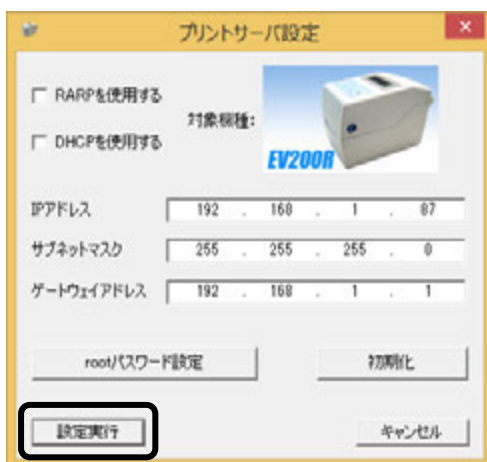 プリントサーバ設定
RARPを使用する
DHCPを使用する
対象機種:
EV200R
IPアドレス 192 . 168 . 1 . 87
サブネットマスク 255 . 255 . 255 . 0
ゲートウェイアドレス 192 . 168 . 1 . 1
rootパスワード設定 初期化
設定実行 キャンセル